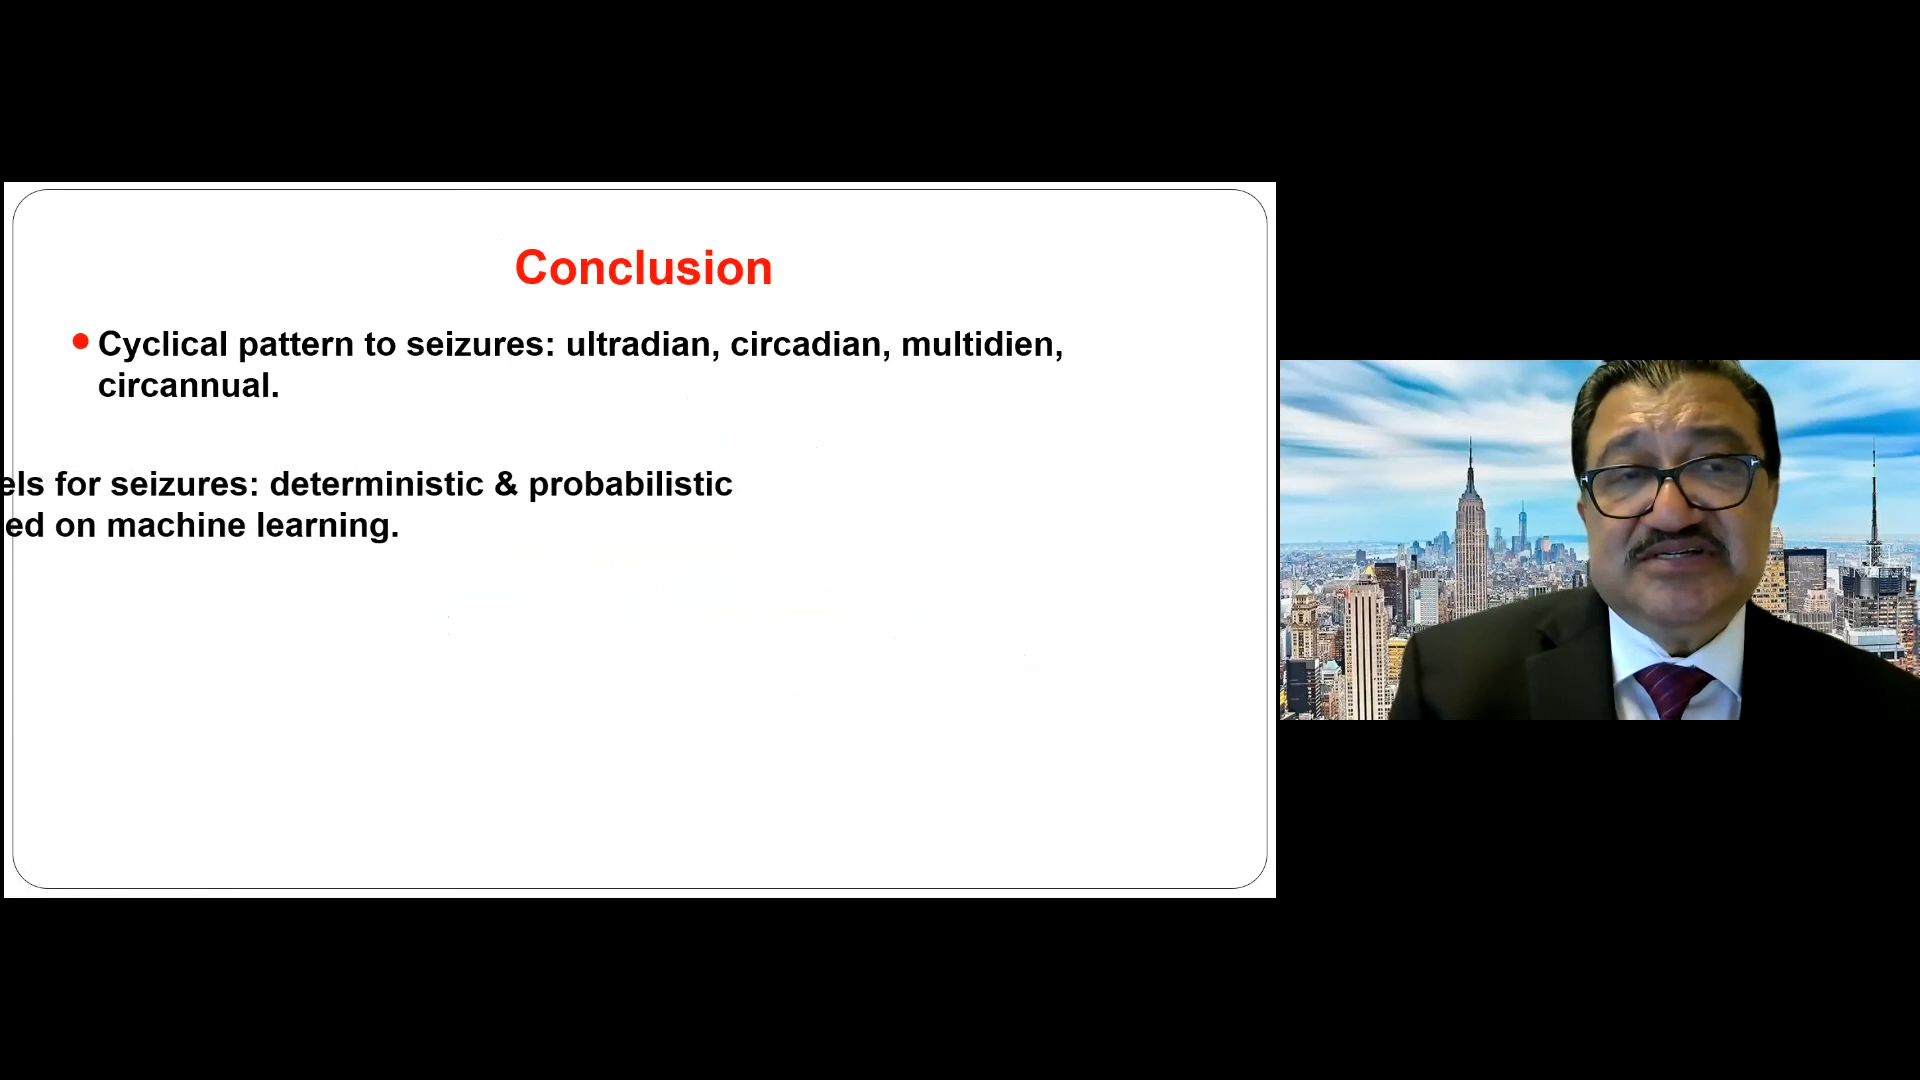 Conclusion
Cyclical pattern to seizures: ultradian, circadian, multidien,
circannual.
els for seizures: deterministic & probabilistic
ed on machine learning.